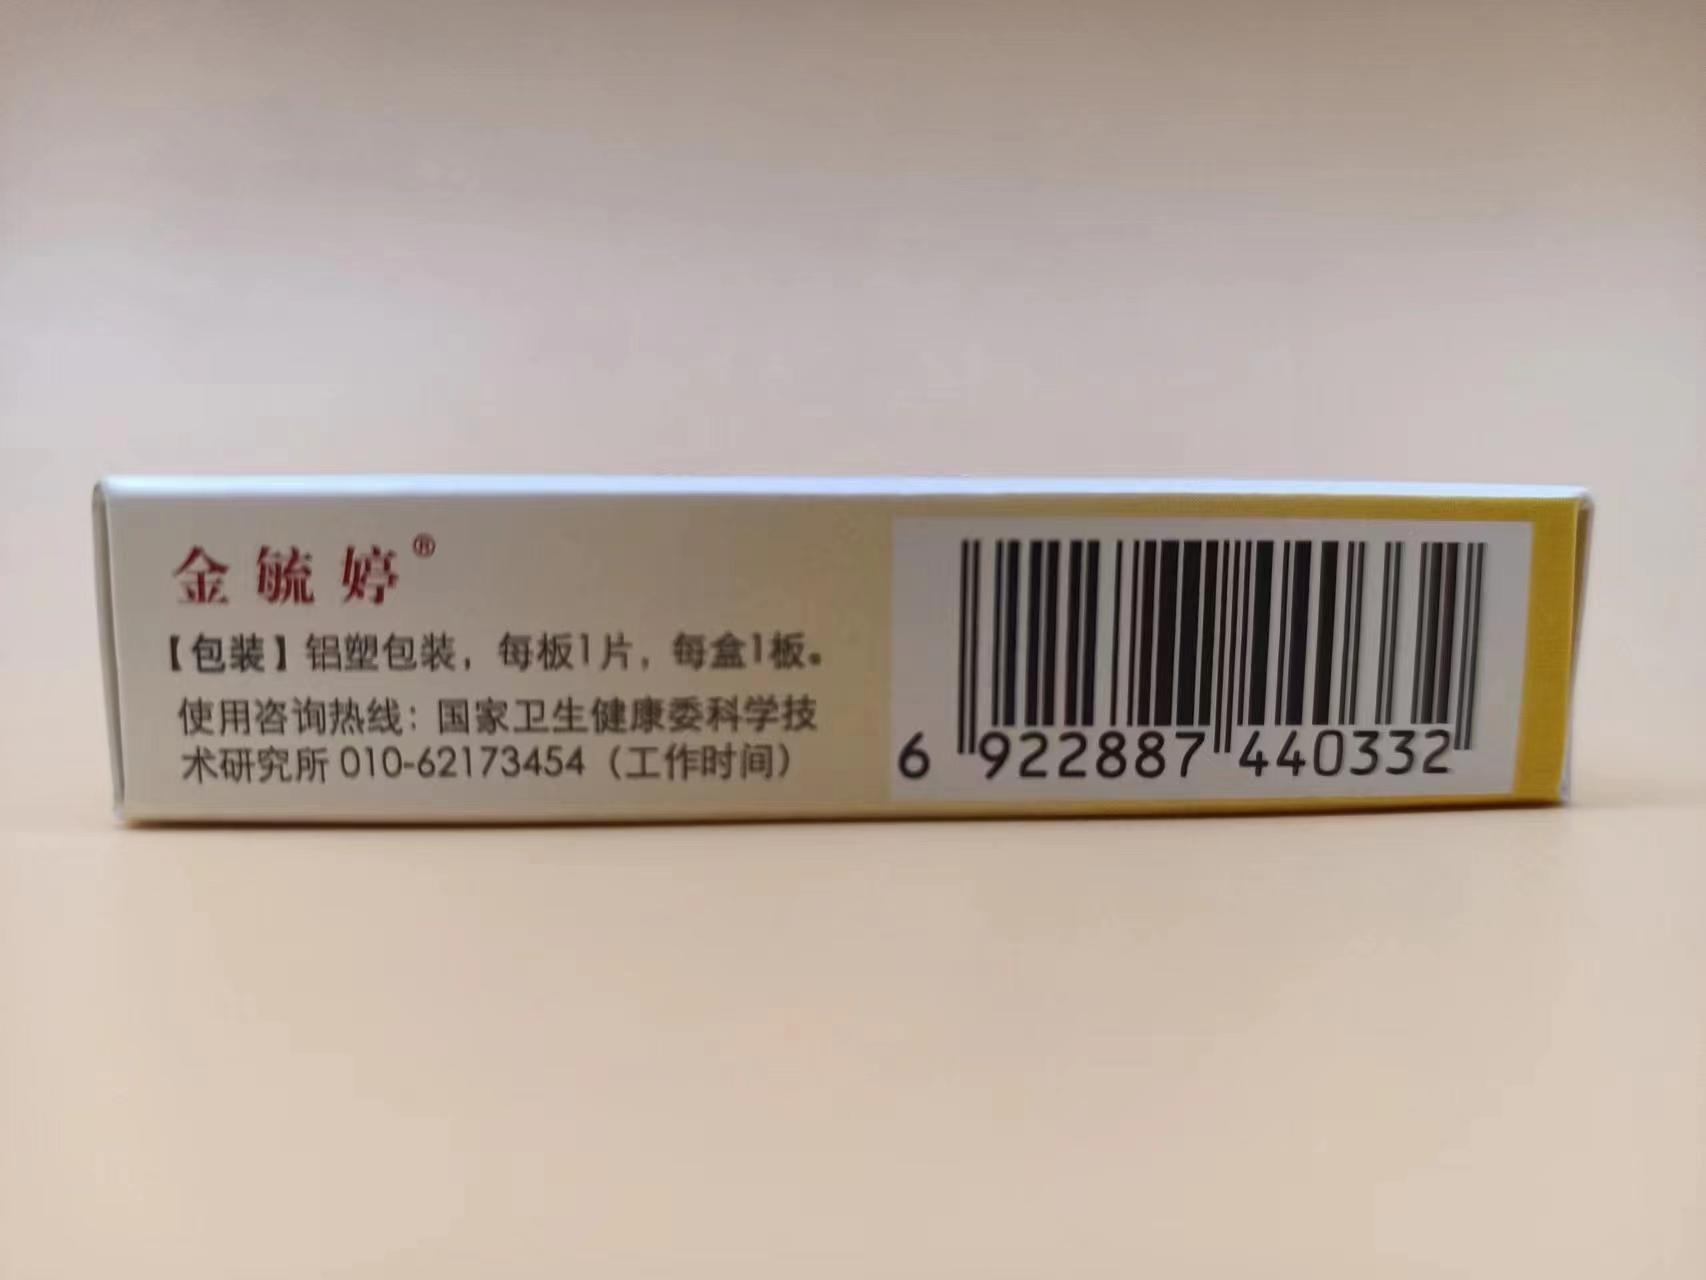 金毓婷®
【包装】铝塑包装，每板1片，每盒1板。
使用咨询热线：国家卫生健康委科学技
术研究所 010-62173454（工作时间）
6 922887 440332